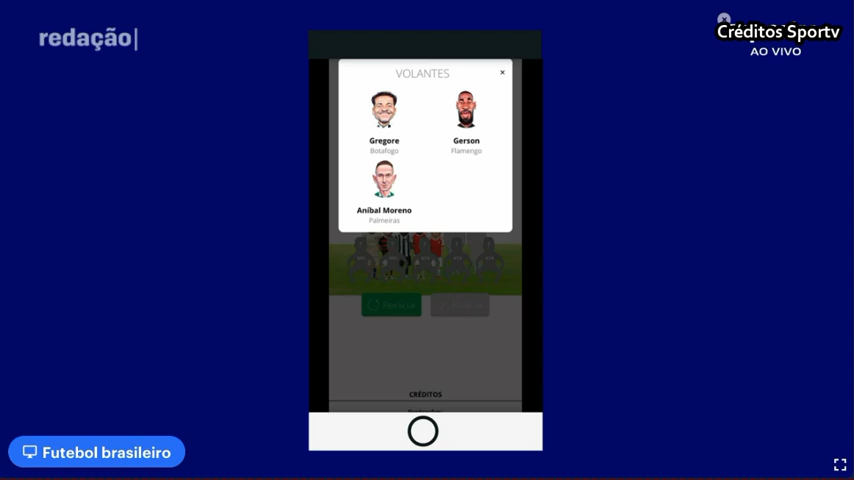 redação|
Créditos Sportv
AO VIVO
VOLANTES
×
Gregore
Botafogo
Gerson
Flamengo
Aníbal Moreno
Palmeiras
CRÉDITOS
Futebol brasileiro